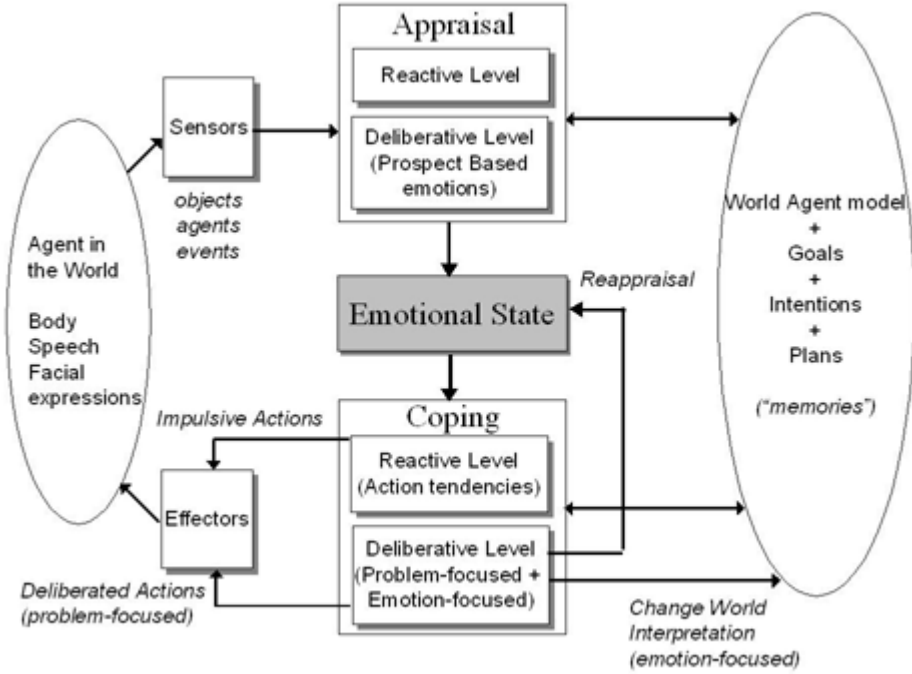 Appraisal
Reactive Level
Deliberative Level
(Prospect Based
emotions)
Sensors
objects
agents
events
Agent in
the World
Body
Speech
Facial
expressions
World Agent model
+
Goals
+
Intentions
+
Plans
("memories")
Reappraisal
Emotional State
Impulsive Actions
Coping
Reactive Level
(Action tendencies)
Effectors
Deliberative Level
(Problem-focused +
Emotion-focused)
Deliberated Actions
(problem-focused)
Change World
Interpretation
(emotion-focused)